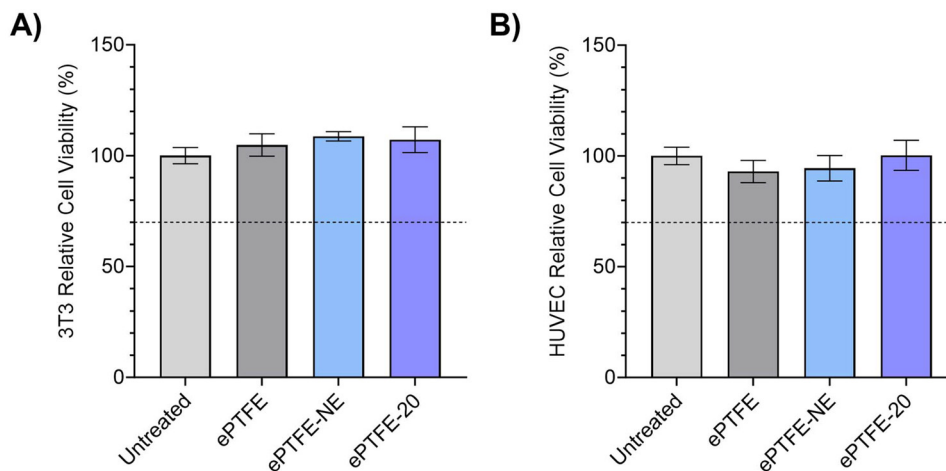 A)
3T3 Relative Cell Viability (%)
150
100
50
0
Untreated
ePTFE
ePTFE-NE
ePTFE-20
B)
HUVEC Relative Cell Viability (%)
150
100
50
0
Untreated
ePTFE
ePTFE-NE
ePTFE-20